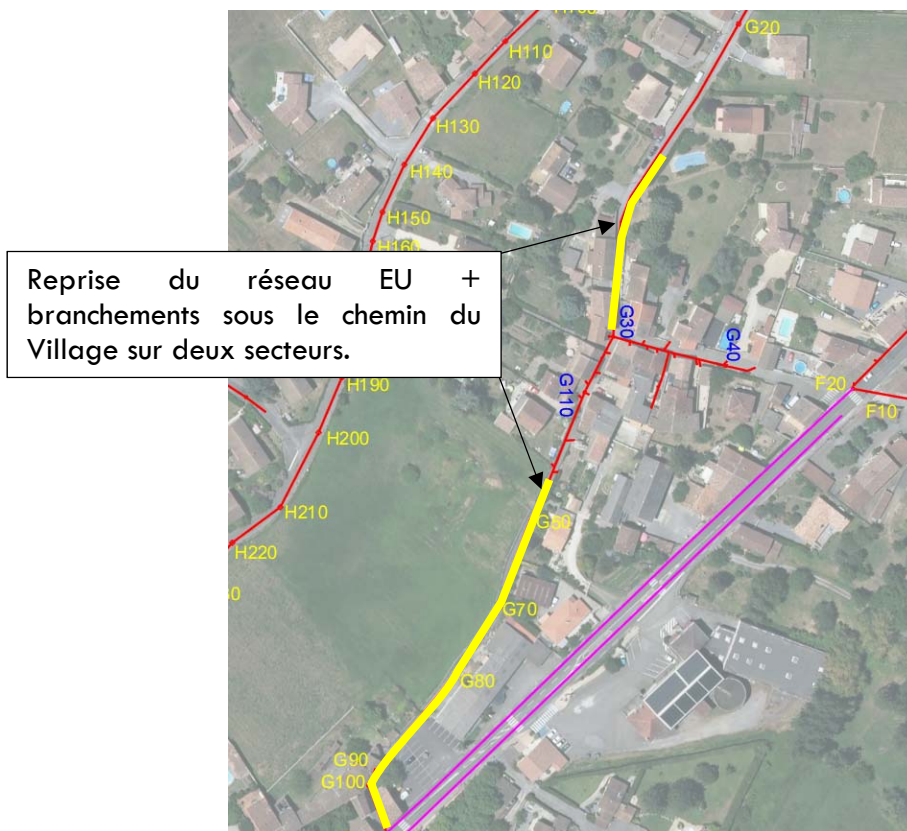 H110
G20
H120
H130
H140
H150
H160
Reprise du réseau EU +
branchements sous le chemin du
Village sur deux secteurs.
G30
G40
H190
G110
F20
F10
H200
H210
G70
H220
G80
G90
G100